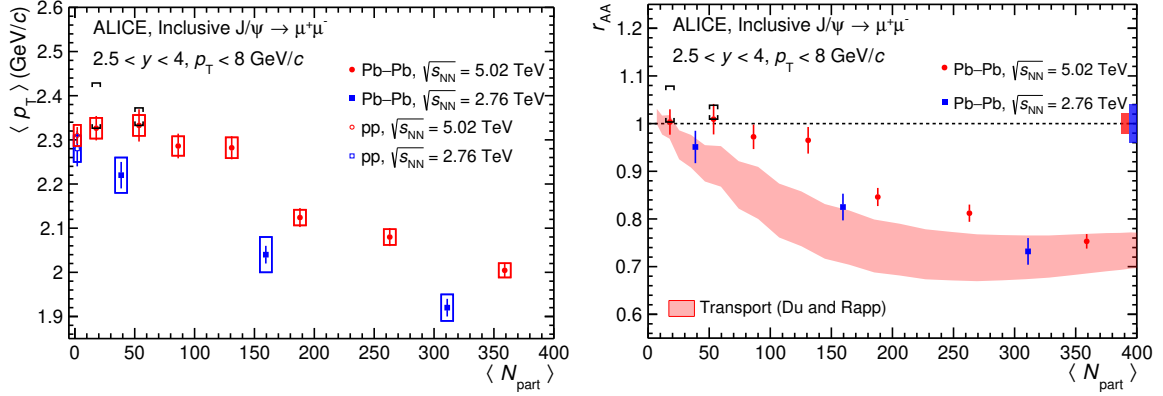 ⟨ p_T ⟩ (GeV/c)
2.6
2.5
2.4
2.3
2.2
2.1
2
1.9
ALICE, Inclusive J/ψ → μ⁺μ⁻
2.5 < y < 4, p_T < 8 GeV/c
Pb–Pb, √s_NN = 5.02 TeV
Pb–Pb, √s_NN = 2.76 TeV
pp, √s_NN = 5.02 TeV
pp, √s_NN = 2.76 TeV
0 50 100 150 200 250 300 350 400
⟨ N_part ⟩
r_AA
1.2
1.1
1
0.9
0.8
0.7
0.6
ALICE, Inclusive J/ψ → μ⁺μ⁻
2.5 < y < 4, p_T < 8 GeV/c
Pb–Pb, √s_NN = 5.02 TeV
Pb–Pb, √s_NN = 2.76 TeV
Transport (Du and Rapp)
0 50 100 150 200 250 300 350 400
⟨ N_part ⟩